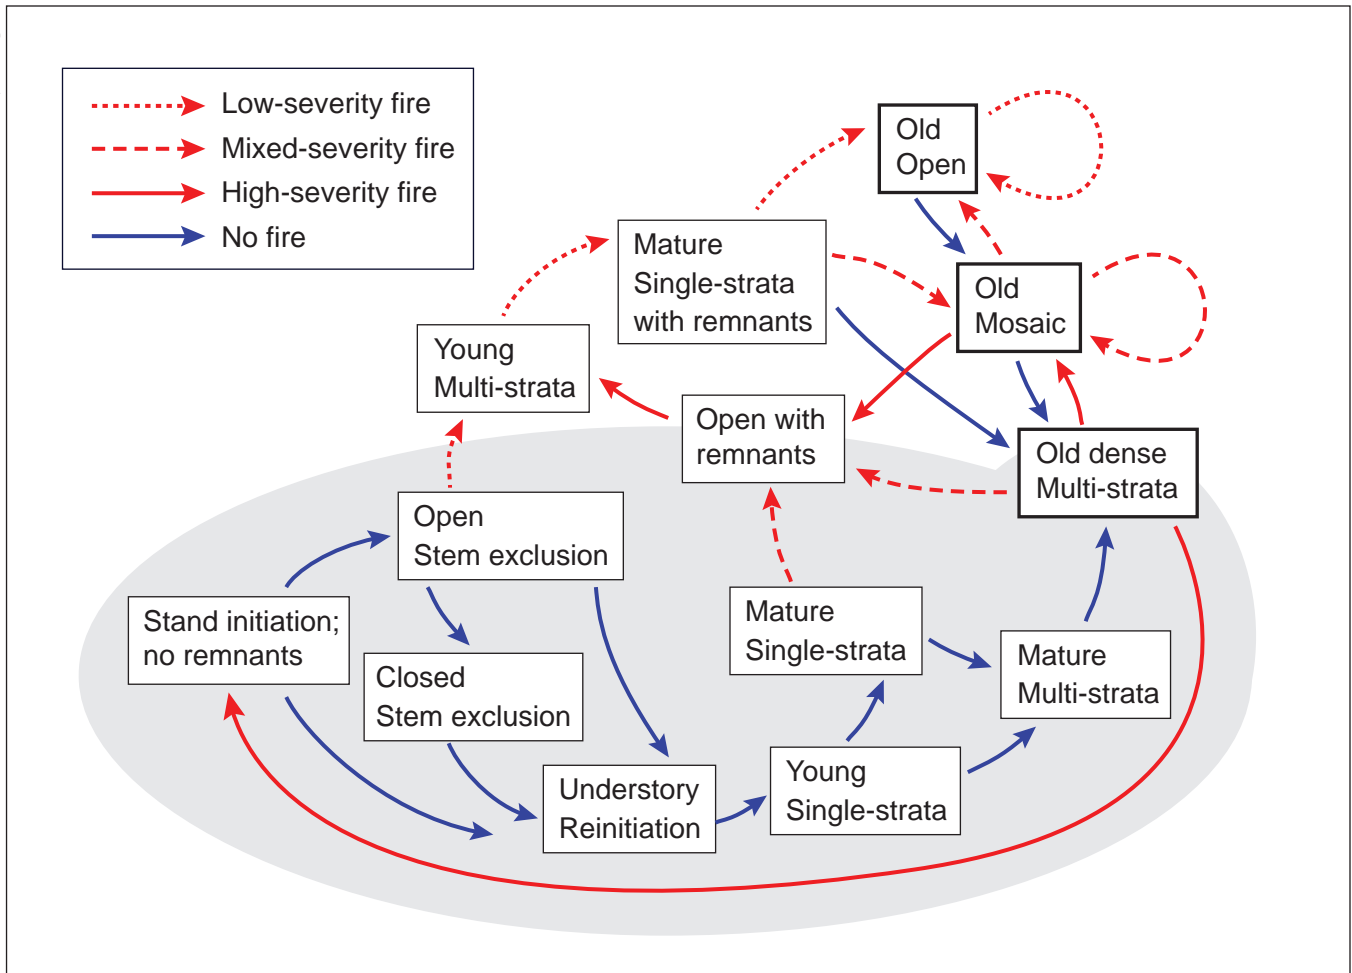 Low-severity fire
Mixed-severity fire
High-severity fire
No fire
Old
Open
Mature
Single-strata
with remnants
Old
Mosaic
Young
Multi-strata
Open with
remnants
Old dense
Multi-strata
Open
Stem exclusion
Stand initiation;
no remnants
Mature
Single-strata
Mature
Multi-strata
Closed
Stem exclusion
Understory
Reinitiation
Young
Single-strata